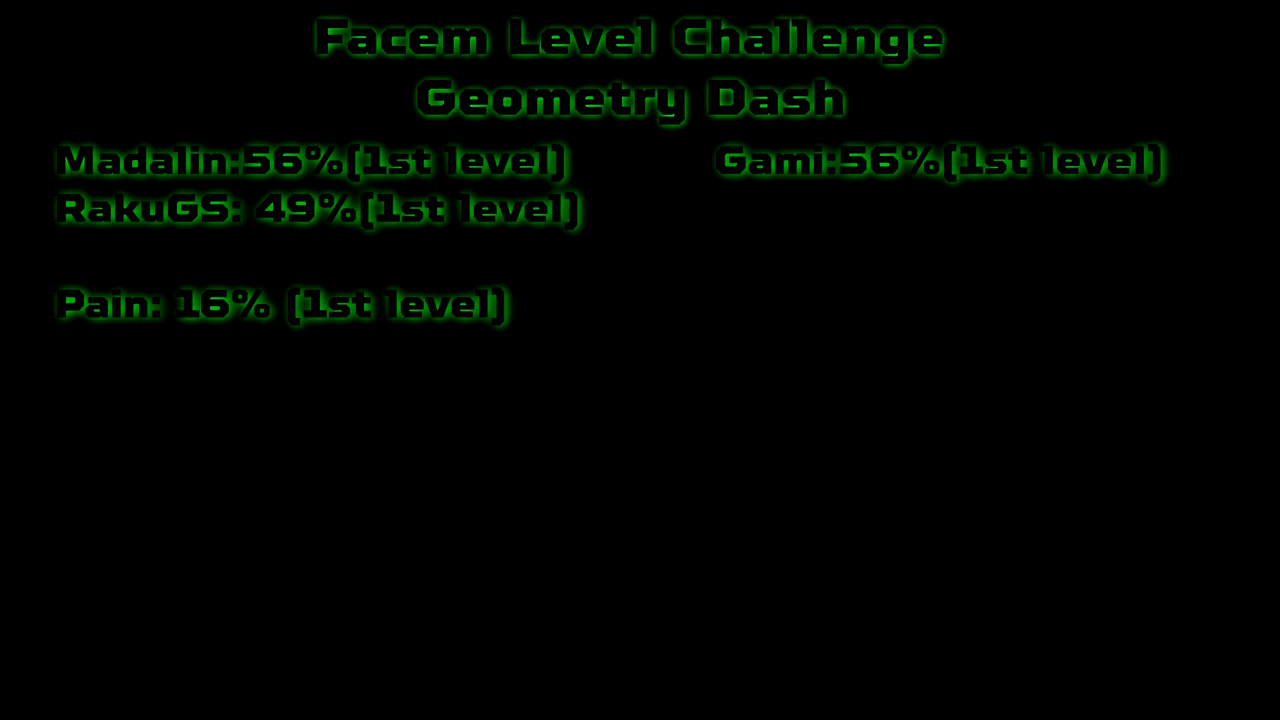 Facem Level Challenge
Geometry Dash
Madalin:56%(1st level)
Gami:56%(1st level)
RakuGS: 49%(1st level)
Pain: 16% (1st level)